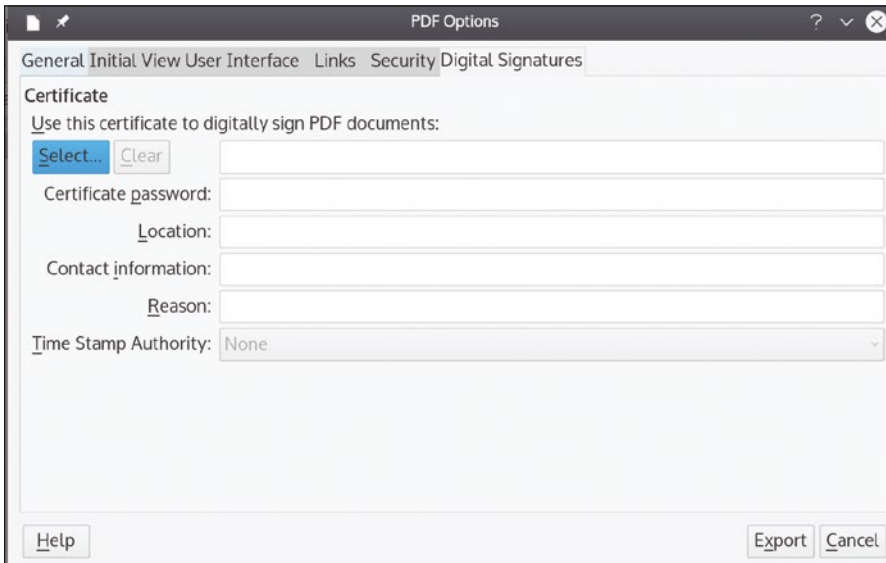 PDF Options
?
General Initial View User Interface Links Security Digital Signatures
Certificate
Use this certificate to digitally sign PDF documents:
Select... Clear
Certificate password:
Location:
Contact information:
Reason:
Time Stamp Authority: None
Help Export Cancel